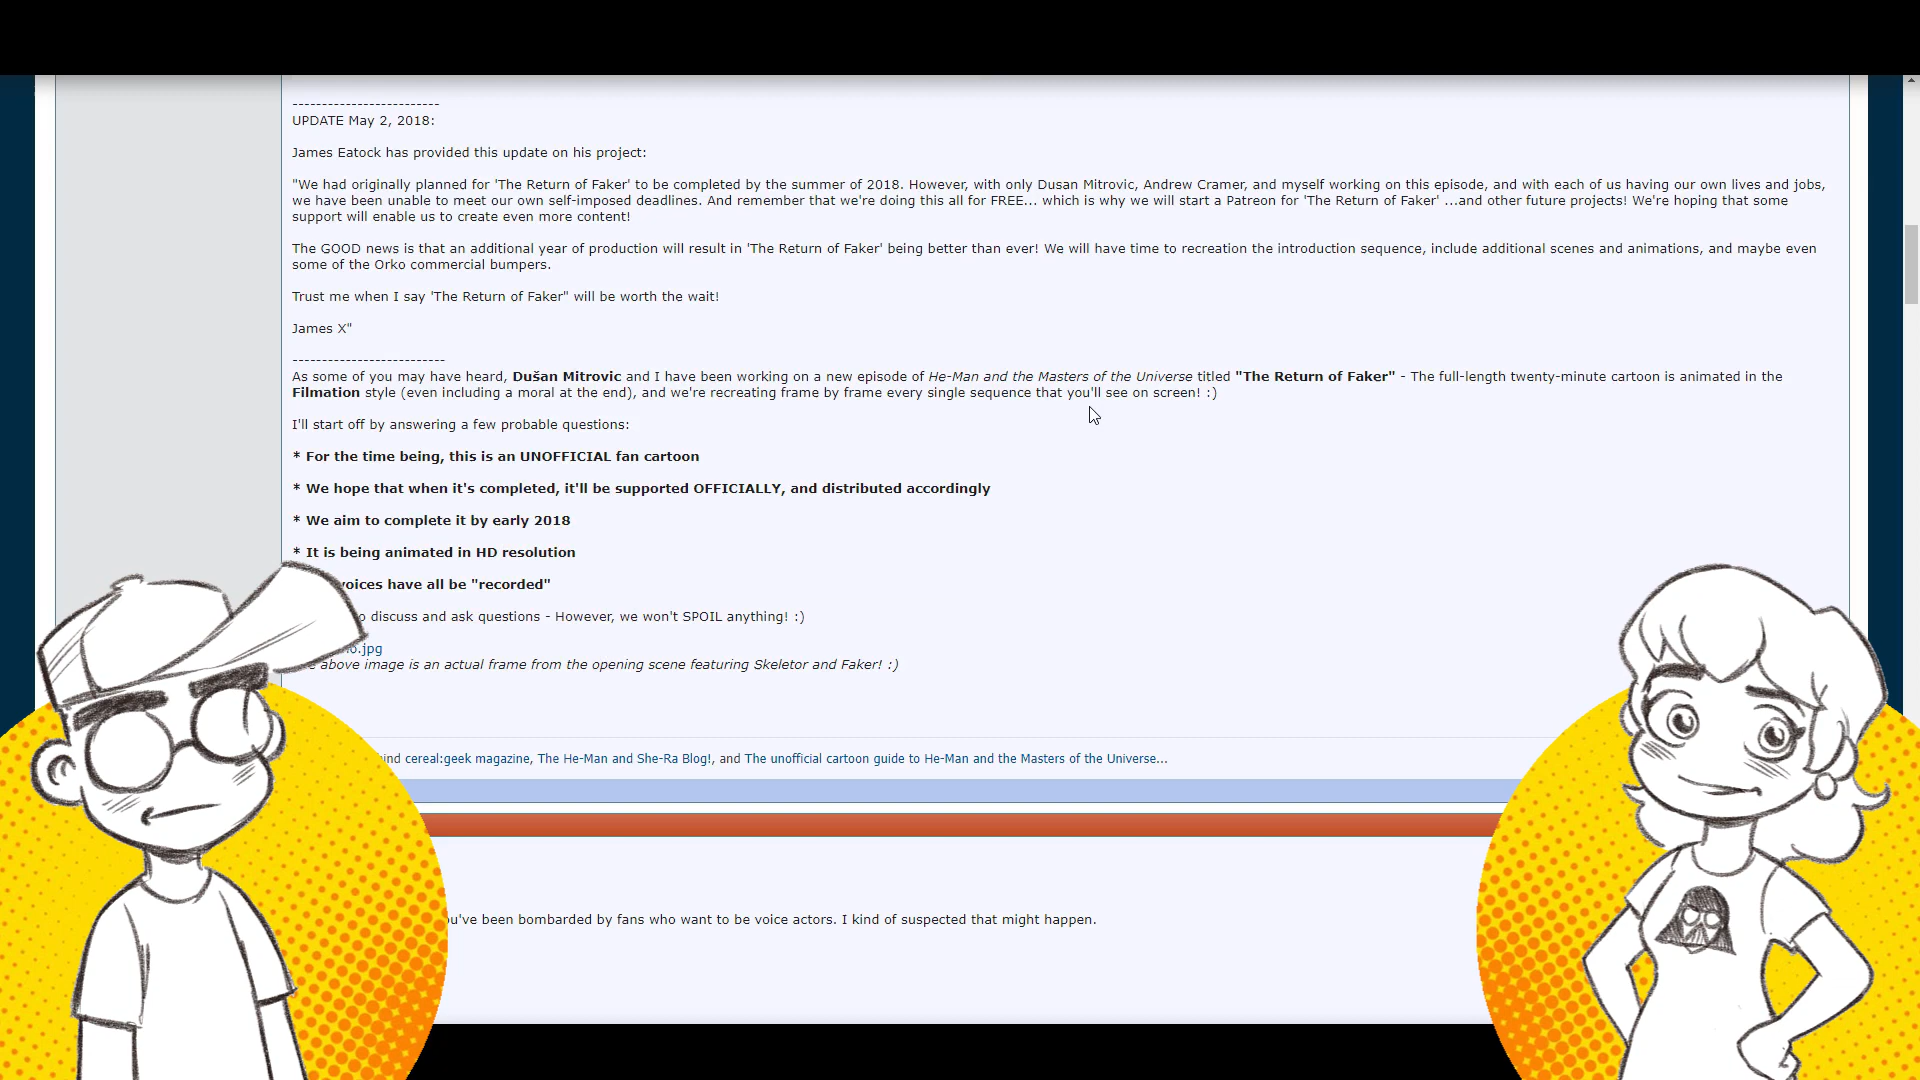 -------------------------
UPDATE May 2, 2018:
James Eatock has provided this update on his project:
"We had originally planned for 'The Return of Faker' to be completed by the summer of 2018. However, with only Dusan Mitrovic, Andrew Cramer, and myself working on this episode, and with each of us having our own lives and jobs,
we have been unable to meet our own self-imposed deadlines. And remember that we're doing this all for FREE... which is why we will start a Patreon for 'The Return of Faker' ...and other future projects! We're hoping that some
support will enable us to create even more content!
The GOOD news is that an additional year of production will result in 'The Return of Faker' being better than ever! We will have time to recreation the introduction sequence, include additional scenes and animations, and maybe even
some of the Orko commercial bumpers.
Trust me when I say 'The Return of Faker" will be worth the wait!
James X"
--------------------------
As some of you may have heard, Dušan Mitrovic and I have been working on a new episode of He-Man and the Masters of the Universe titled "The Return of Faker" - The full-length twenty-minute cartoon is animated in the
Filmation style (even including a moral at the end), and we're recreating frame by frame every single sequence that you'll see on screen! :)
I'll start off by answering a few probable questions:
* For the time being, this is an UNOFFICIAL fan cartoon
* We hope that when it's completed, it'll be supported OFFICIALLY, and distributed accordingly
* We aim to complete it by early 2018
* It is being animated in HD resolution
voices have all be "recorded"
discuss and ask questions - However, we won't SPOIL anything! :)
.jpg
above image is an actual frame from the opening scene featuring Skeletor and Faker! :)
cereal:geek magazine, The He-Man and She-Ra Blog!, and The unofficial cartoon guide to He-Man and the Masters of the Universe...
been bombarded by fans who want to be voice actors. I kind of suspected that might happen.